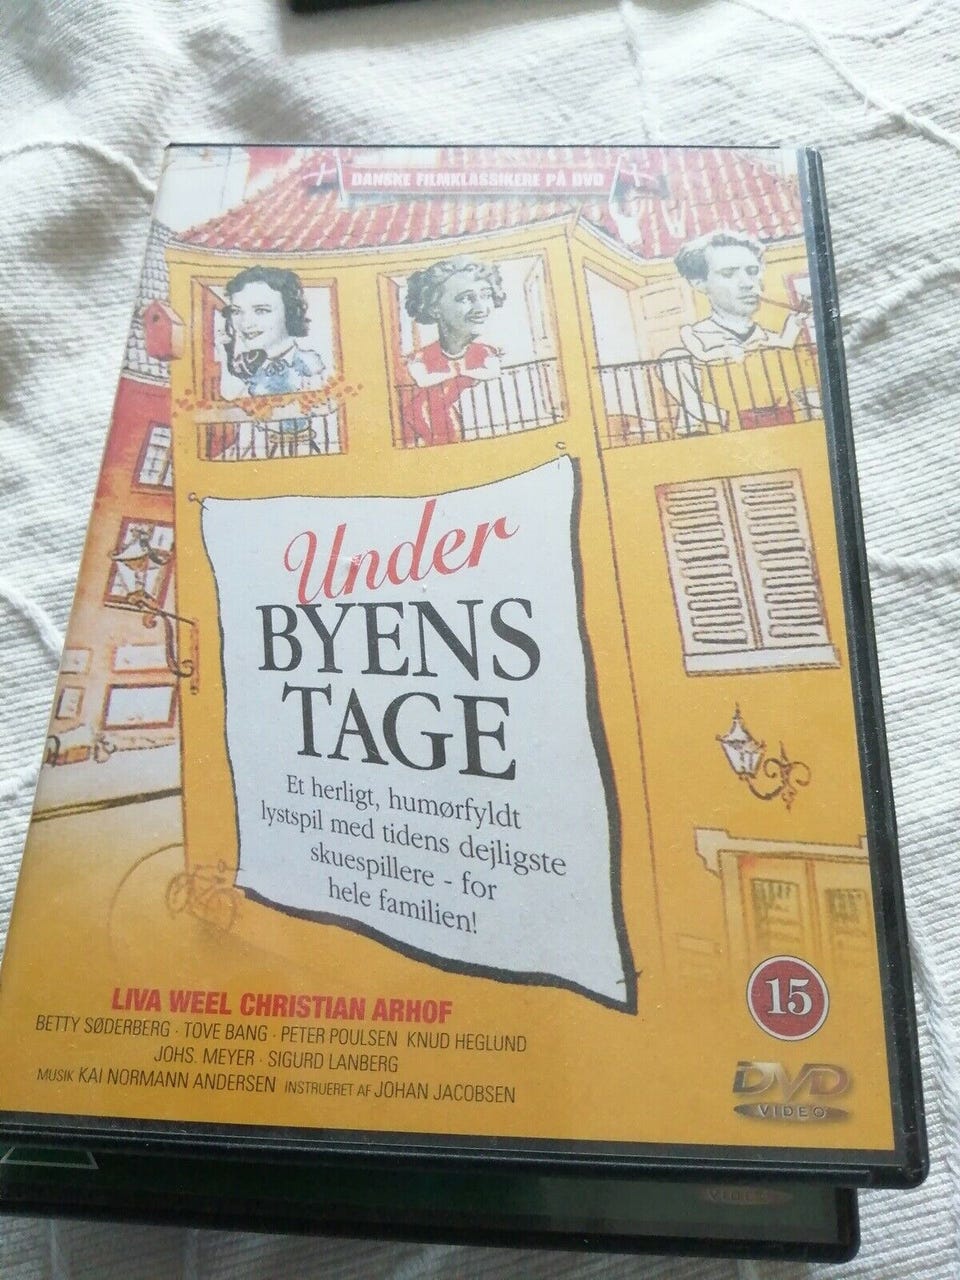 DANSKE FILMKLASSIKERE PÅ DVD
Under
BYENS
TAGE
Et herligt, humørfyldt
lystspil med tidens dejligste
skuespillere - for
hele familien!
LIVA WEEL CHRISTIAN ARHOF
BETTY SØDERBERG · TOVE BANG · PETER POULSEN KNUD HEGLUND
JOHS. MEYER · SIGURD LANBERG
MUSIK KAI NORMANN ANDERSEN INSTRUERET AF JOHAN JACOBSEN
15
DVD
VIDEO
VIDEO